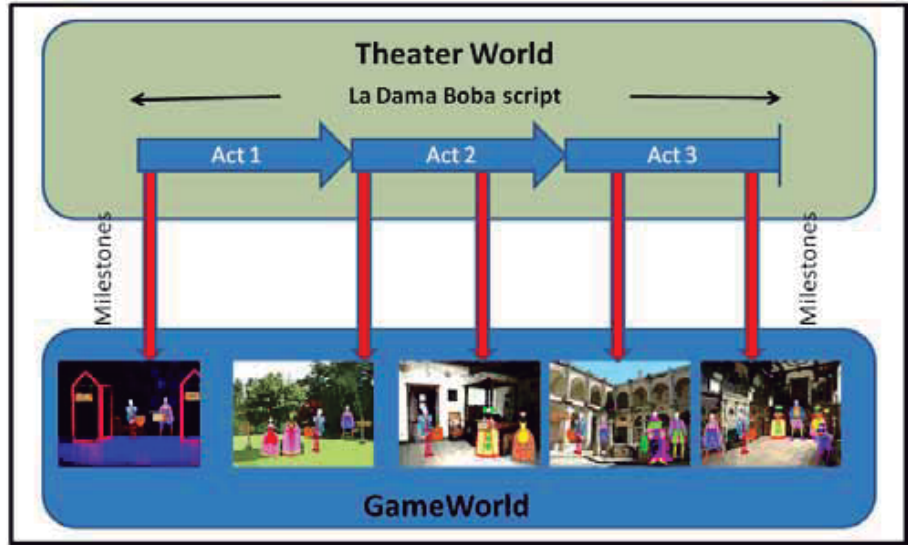 Theater World
La Dama Boba script
Act 1
Act 2
Act 3
Milestones
Milestones
GameWorld